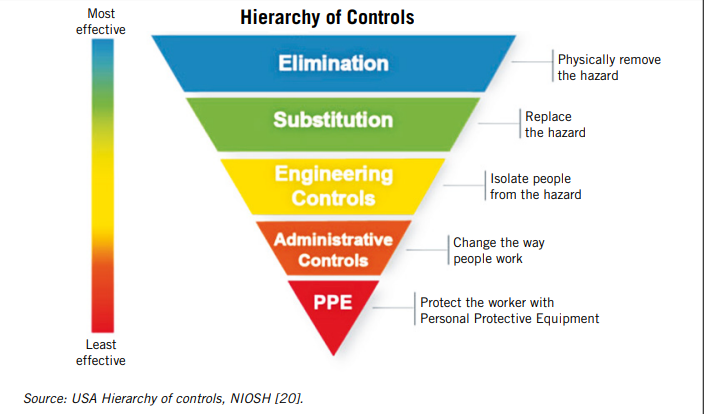 Most
effective
Hierarchy of Controls
Elimination
Physically remove
the hazard
Substitution
Replace
the hazard
Engineering
Controls
Isolate people
from the hazard
Administrative
Controls
Change the way
people work
PPE
Protect the worker with
Personal Protective Equipment
Least
effective
Source: USA Hierarchy of controls, NIOSH [20].